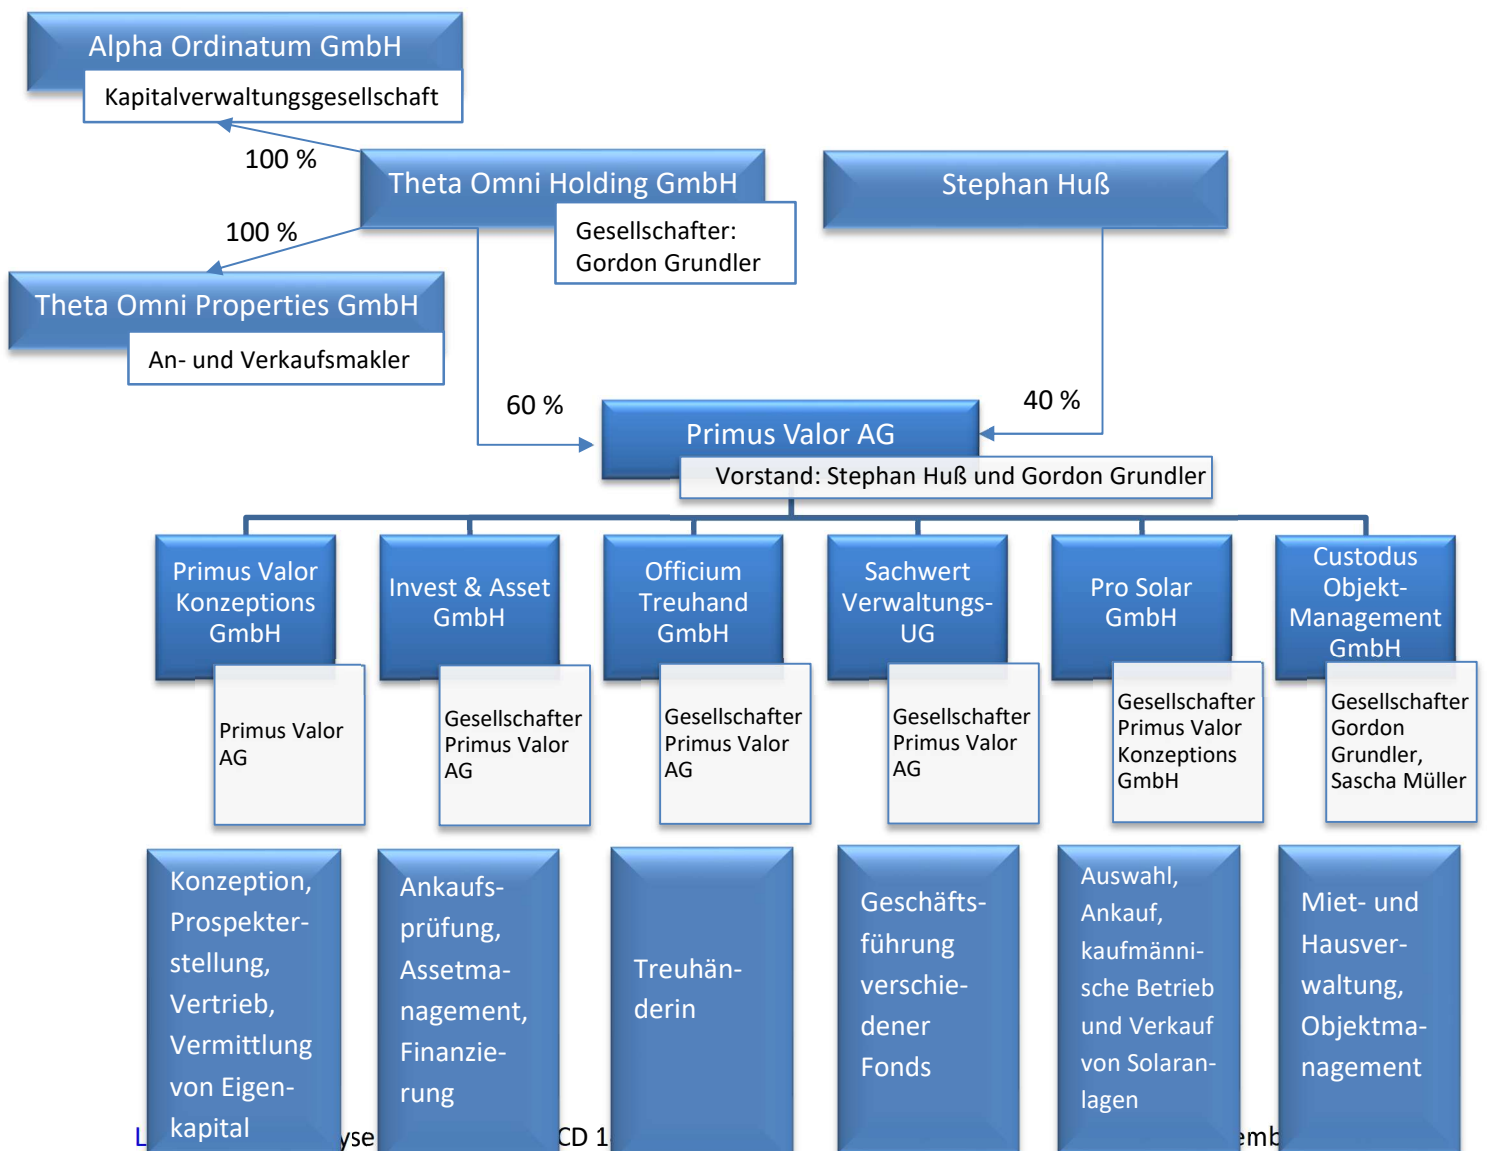 Alpha Ordinatum GmbH
Kapitalverwaltungsgesellschaft
100 %
Theta Omni Holding GmbH
Gesellschafter:
Gordon Grundler
Stephan Huß
100 %
Theta Omni Properties GmbH
An- und Verkaufsmakler
60 %
40 %
Primus Valor AG
Vorstand: Stephan Huß und Gordon Grundler
Primus Valor
Konzeptions
GmbH
Primus Valor
AG
Invest & Asset
GmbH
Gesellschafter
Primus Valor
AG
Officium
Treuhand
GmbH
Gesellschafter
Primus Valor
AG
Sachwert
Verwaltungs-
UG
Gesellschafter
Primus Valor
AG
Pro Solar
GmbH
Gesellschafter
Primus Valor
Konzeptions
GmbH
Custodus
Objekt-
Management
GmbH
Gesellschafter
Gordon
Grundler,
Sascha Müller
Konzeption,
Prospekter-
stellung,
Vertrieb,
Vermittlung
von Eigen-
kapital
Ankaufs-
prüfung,
Assetma-
nagement,
Finanzie-
rung
Treuhän-
derin
Geschäfts-
führung
verschie-
dener
Fonds
Auswahl,
Ankauf,
kaufmänni-
sche Betrieb
und Verkauf
von Solaran-
lagen
Miet- und
Hausver-
waltung,
Objektma-
nagement